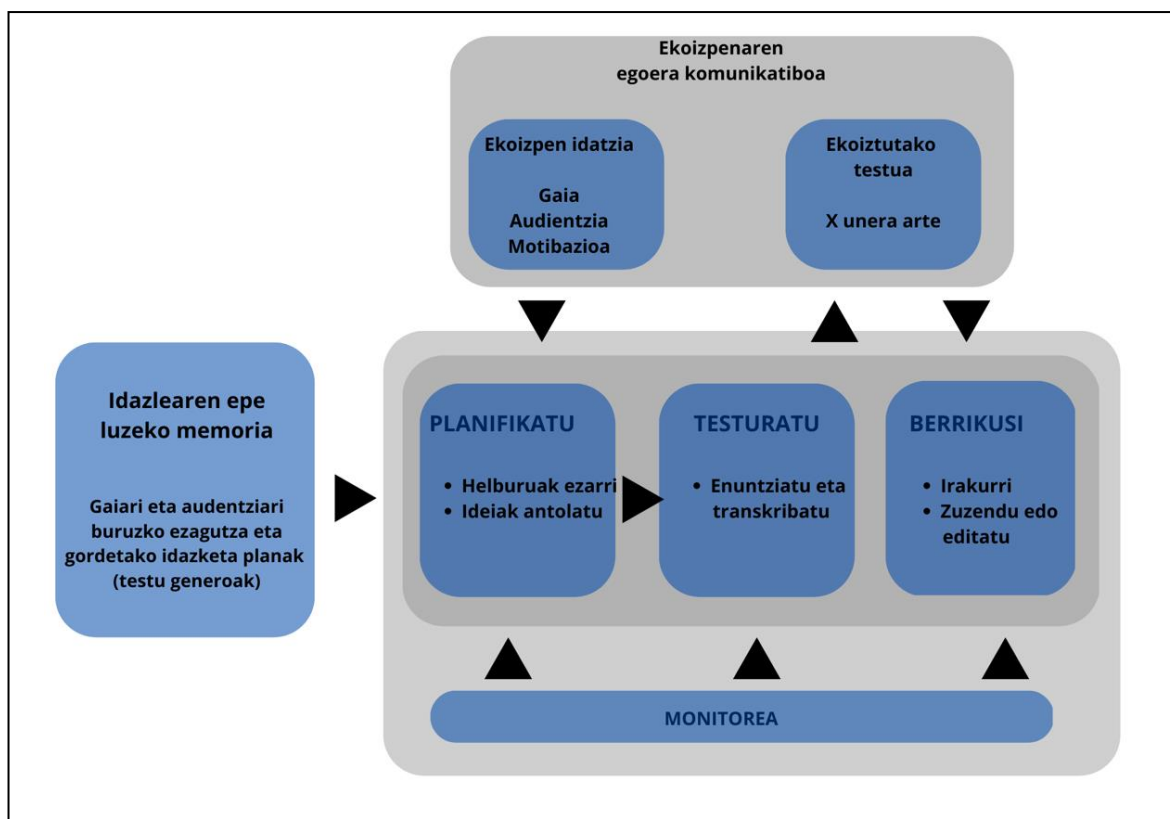 Ekoizpenaren
egoera komunikatiboa
Ekoizpen idatzia
Gaia
Audientzia
Motibazioa
Ekoiztutako
testua
X unera arte
Idazlearen epe
luzeko memoria
Gaiari eta audentziari
buruzko ezagutza eta
gordetako idazketa planak
(testu generoak)
PLANIFIKATU
• Helburuak ezarri
• Ideiak antolatu
TESTURATU
• Enuntziatu eta
transkribatu
BERRIKUSI
• Irakurri
• Zuzendu edo
editatu
MONITOREA